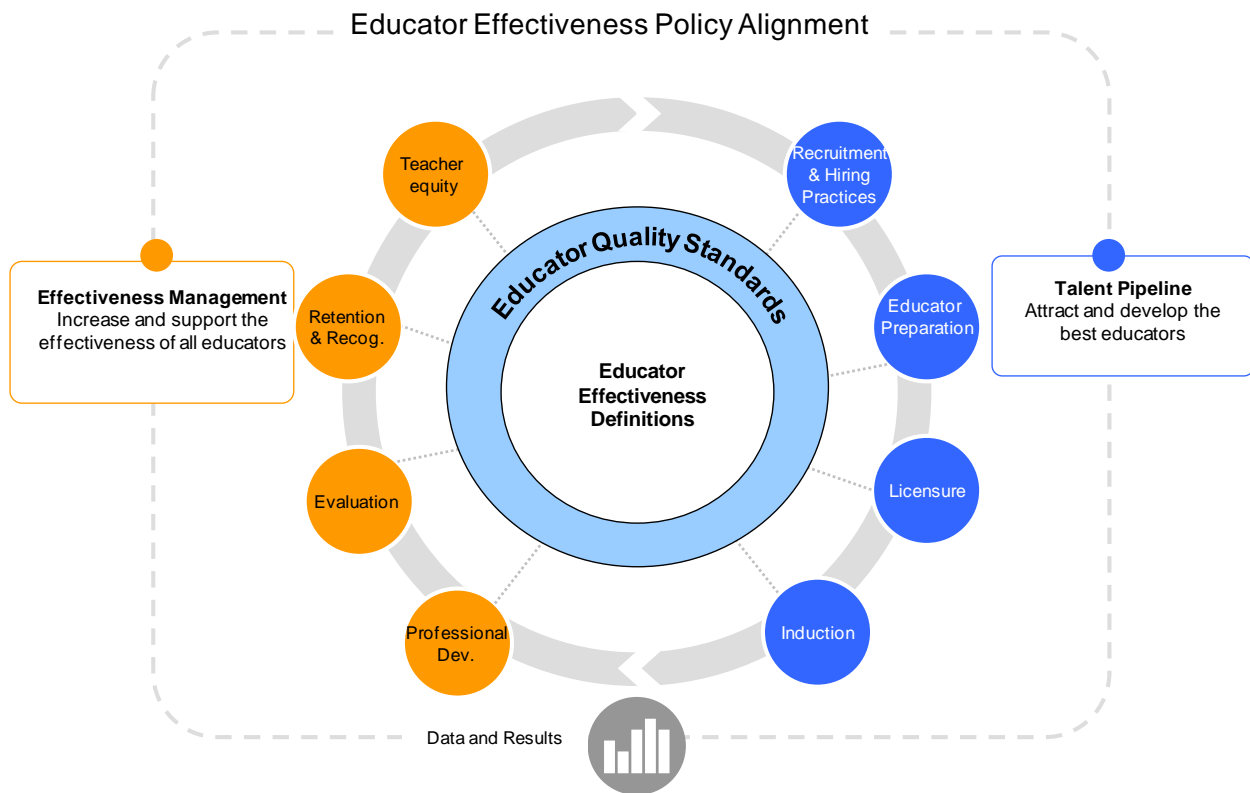 Educator Effectiveness Policy Alignment
Teacher
equity
Recruitment
& Hiring
Practices
Educator Quality Standards
Effectiveness Management
Increase and support the
effectiveness of all educators
Retention
& Recog.
Educator
Preparation
Talent Pipeline
Attract and develop the
best educators
Educator
Effectiveness
Definitions
Evaluation
Licensure
Professional
Dev.
Induction
Data and Results